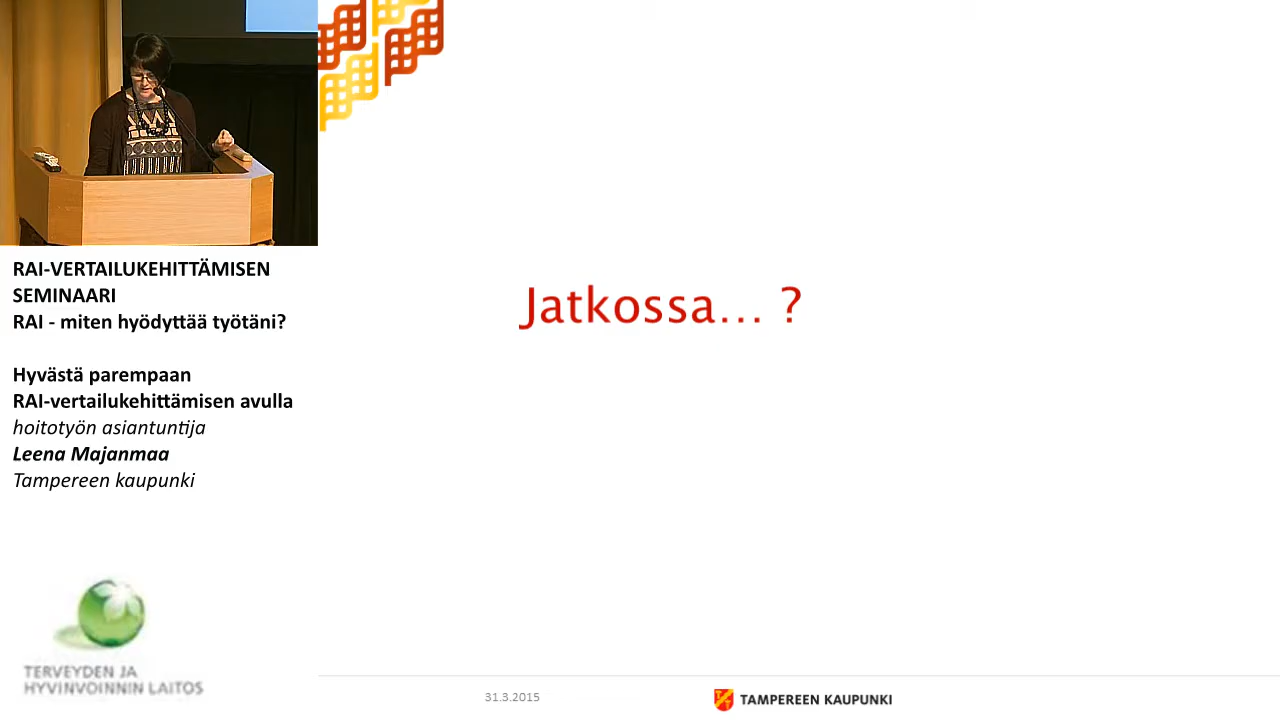 RAI-VERTAILUKEHITTÄMISEN
SEMINAARI
RAI - miten hyödyttää työtäni?
Hyvästä parempaan
RAI-vertailukehittämisen avulla
hoitotyön asiantuntija
Leena Majanmaa
Tampereen kaupunki
TERVEYDEN JA
HYVINVOINNIN LAITOS
Jatkossa... ?
31.3.2015
TAMPEREEN KAUPUNKI